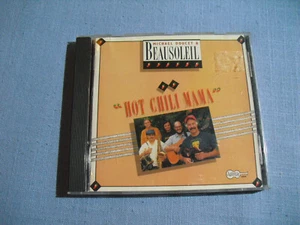 MICHAEL DOUCET &
BEAUSOLEIL
"HOT CHILI MAMA"